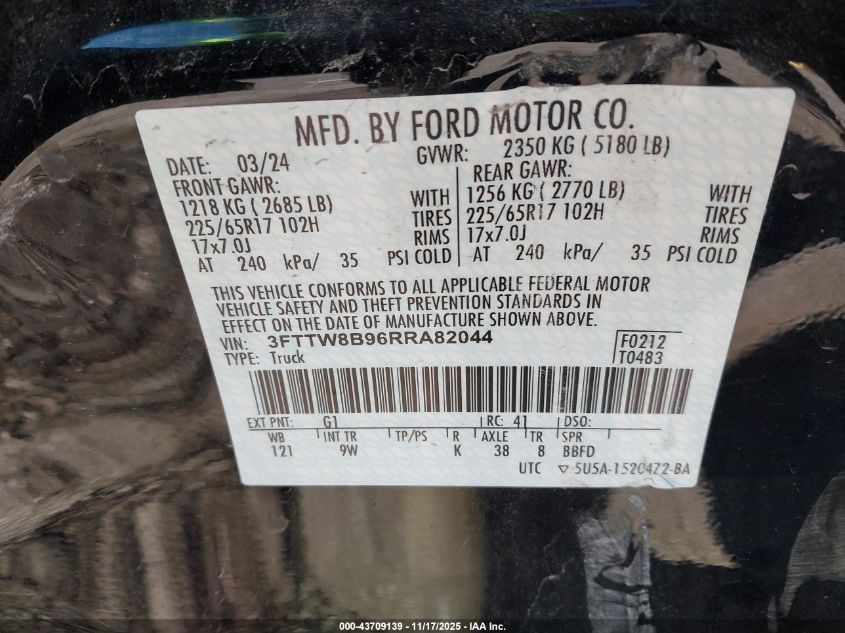 MFD. BY FORD MOTOR CO.
DATE: 03/24 GVWR: 2350 KG ( 5180 LB)
FRONT GAWR: REAR GAWR:
1218 KG ( 2685 LB) WITH 1256 KG ( 2770 LB) WITH
225/65R17 102H TIRES 225/65R17 102H TIRES
17x7.0J RIMS 17x7.0J RIMS
AT 240 kPa/ 35 PSI COLD AT 240 kPa/ 35 PSI COLD
THIS VEHICLE CONFORMS TO ALL APPLICABLE FEDERAL MOTOR
VEHICLE SAFETY AND THEFT PREVENTION STANDARDS IN
EFFECT ON THE DATE OF MANUFACTURE SHOWN ABOVE.
VIN: 3FTTW8B96RRA82044 F0212
TYPE: Truck T0483
EXT PNT: G1 RC: 41 DSO:
WB INT TR TP/PS R AXLE TR SPR
121 9W K 38 8 BBFD
UTC ▽ 5U5A-1520472-BA
000-43709139 - 11/17/2025 - IAA Inc.